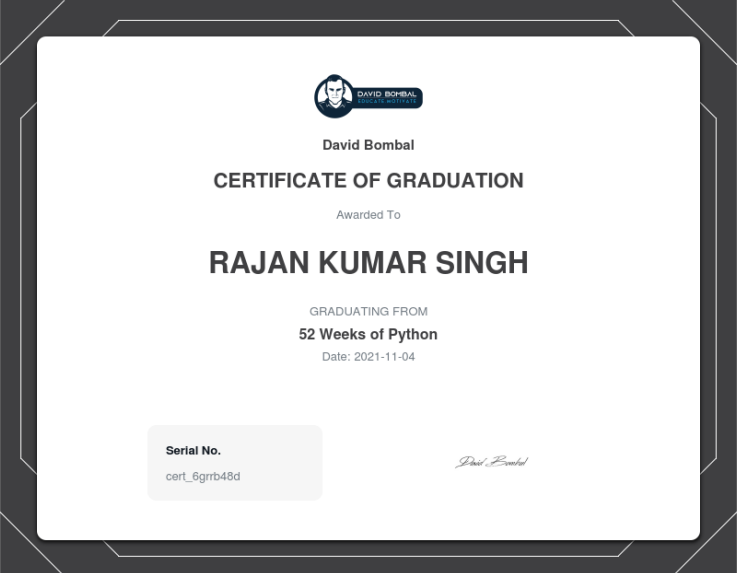 DAVID BOMBAL
EDUCATE MOTIVATE
David Bombal
CERTIFICATE OF GRADUATION
Awarded To
RAJAN KUMAR SINGH
GRADUATING FROM
52 Weeks of Python
Date: 2021-11-04
Serial No.
cert_6grrb48d
David Bombal